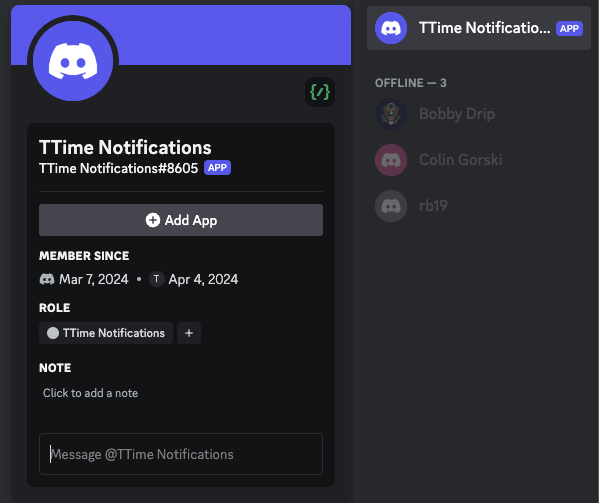 TTime Notifications
TTime Notifications#8605 APP
Add App
MEMBER SINCE
Mar 7, 2024 • T Apr 4, 2024
ROLE
TTime Notifications +
NOTE
Click to add a note
Message @TTime Notifications
TTime Notificatio... APP
OFFLINE — 3
Bobby Drip
Colin Gorski
rb19